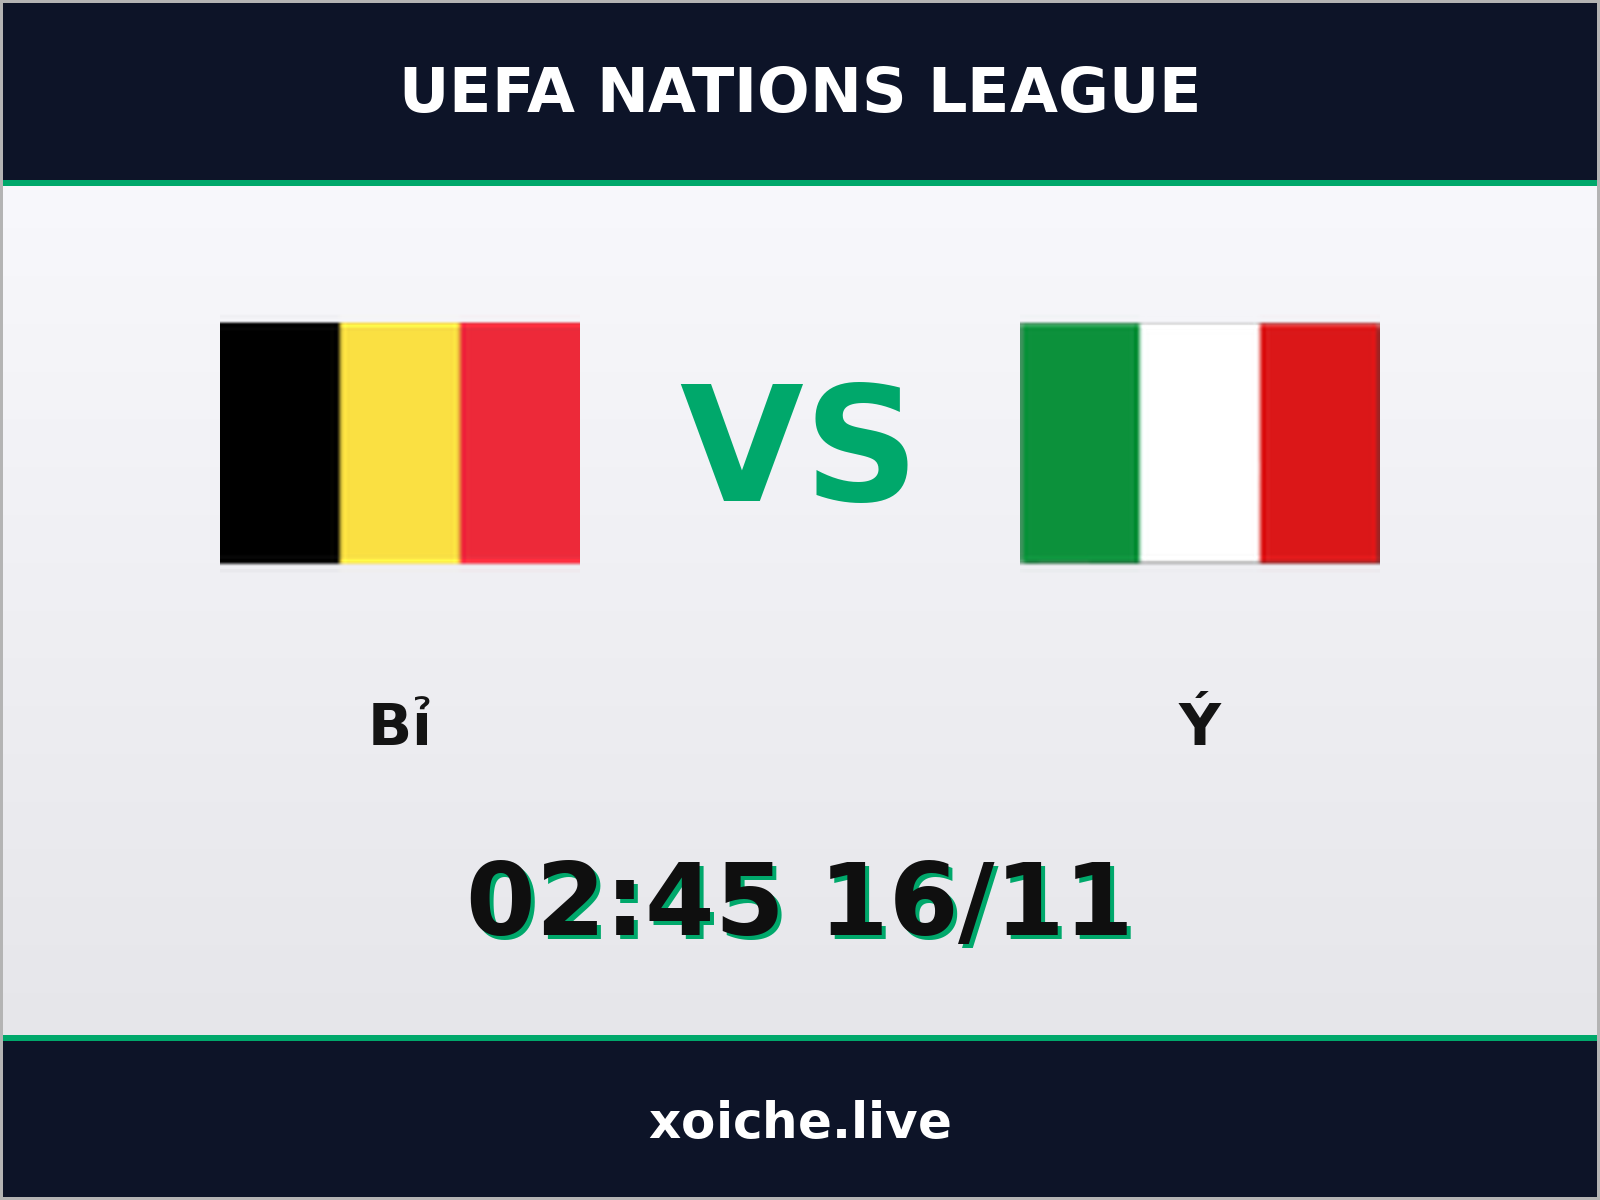 UEFA NATIONS LEAGUE
VS
Bỉ
Ý
02:45 16/11
xoiche.live